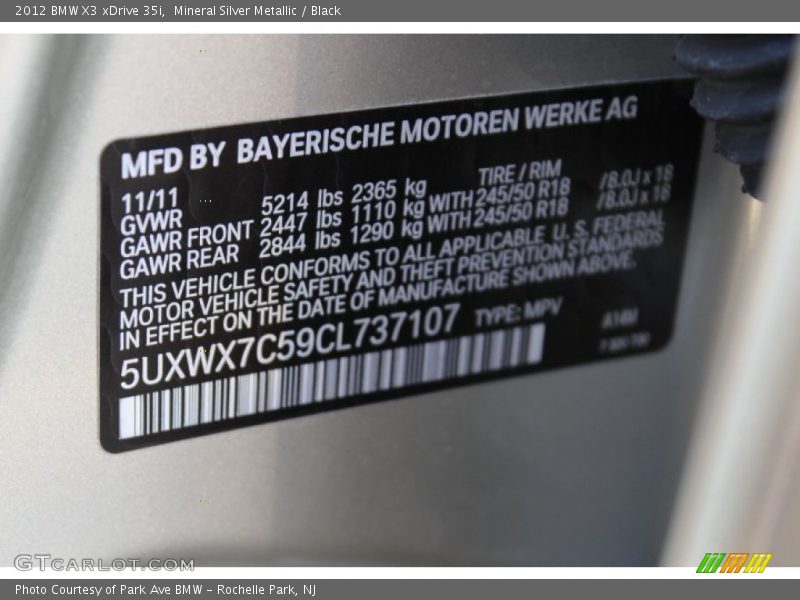 2012 BMW X3 xDrive 35i, Mineral Silver Metallic / Black
MFD BY BAYERISCHE MOTOREN WERKE AG
11/11 TIRE / RIM
GVWR 5214 lbs 2365 kg
GAWR FRONT 2447 lbs 1110 kg WITH 245/50 R18 /8.0J x 18
GAWR REAR 2844 lbs 1290 kg WITH 245/50 R18 /8.0J x 18
THIS VEHICLE CONFORMS TO ALL APPLICABLE U.S. FEDERAL
MOTOR VEHICLE SAFETY AND THEFT PREVENTION STANDARDS
IN EFFECT ON THE DATE OF MANUFACTURE SHOWN ABOVE.
5UXWX7C59CL737107 TYPE: MPV
GTCARLOT.COM
Photo Courtesy of Park Ave BMW - Rochelle Park, NJ